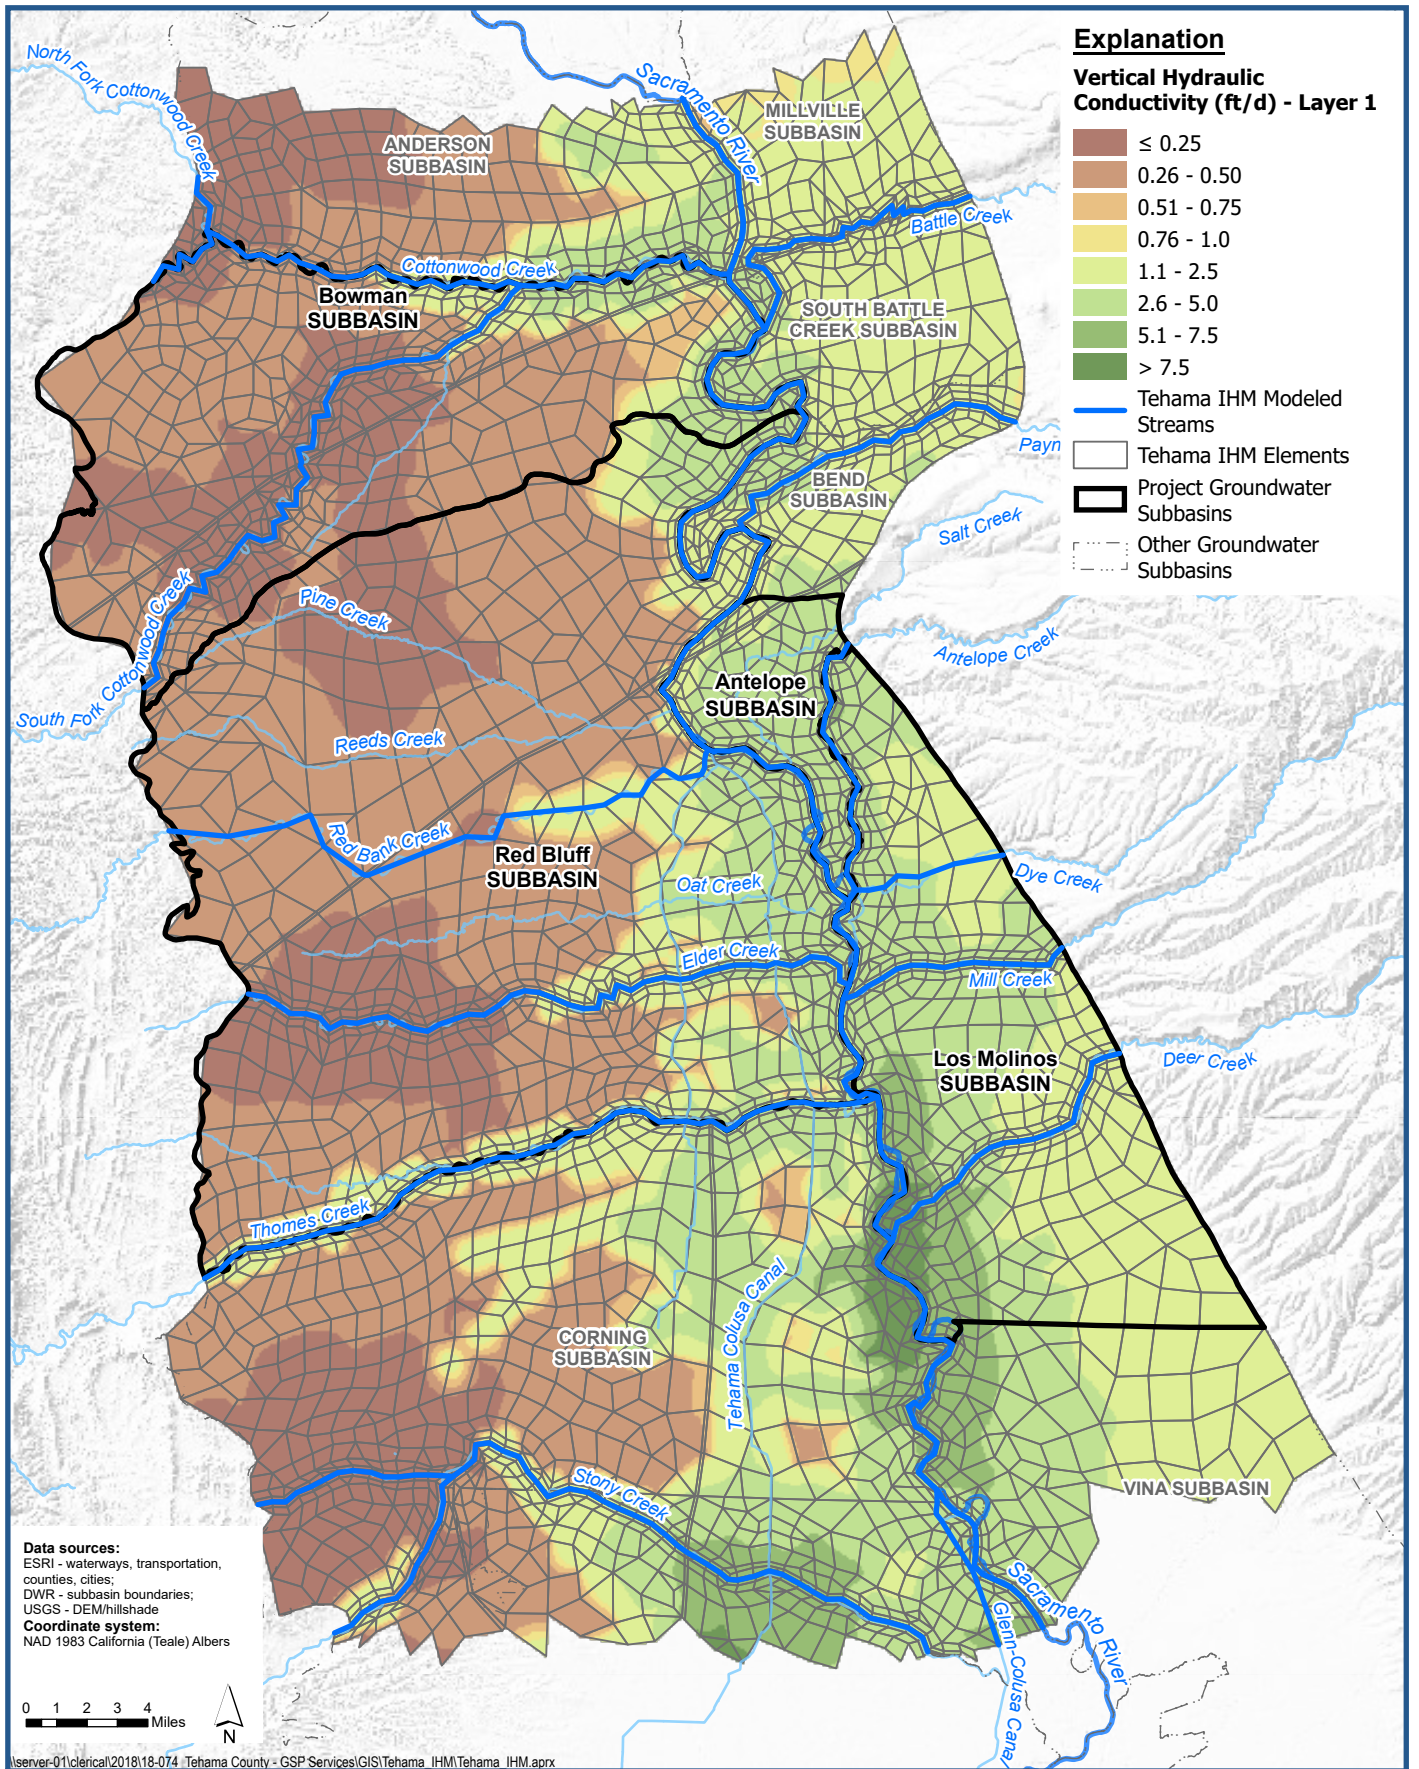 Explanation
Vertical Hydraulic
Conductivity (ft/d) - Layer 1
≤ 0.25
0.26 - 0.50
0.51 - 0.75
0.76 - 1.0
1.1 - 2.5
2.6 - 5.0
5.1 - 7.5
> 7.5
Tehama IHM Modeled
Streams
Tehama IHM Elements
Project Groundwater
Subbasins
Other Groundwater
Subbasins
North Fork Cottonwood Creek
Sacramento River
MILLVILLE
SUBBASIN
ANDERSON
SUBBASIN
Battle Creek
Cottonwood Creek
Bowman
SUBBASIN
SOUTH BATTLE
CREEK SUBBASIN
Payn
BEND
SUBBASIN
Salt Creek
South Fork Cottonwood Creek
Pine Creek
Antelope Creek
Antelope
SUBBASIN
Reeds Creek
Red Bank Creek
Red Bluff
SUBBASIN
Oat Creek
Dye Creek
Elder Creek
Mill Creek
Los Molinos
SUBBASIN
Deer Creek
Thomes Creek
Tehama Colusa Canal
CORNING
SUBBASIN
Stony Creek
VINA SUBBASIN
Sacramento River
Glenn-Colusa Canal
Data sources:
ESRI - waterways, transportation,
counties, cities;
DWR - subbasin boundaries;
USGS - DEM/hillshade
Coordinate system:
NAD 1983 California (Teale) Albers
0 1 2 3 4
Miles
N
\\server-01\clerical\2018\18-074_Tehama County - GSP Services\GIS\Tehama_IHM\Tehama_IHM.aprx